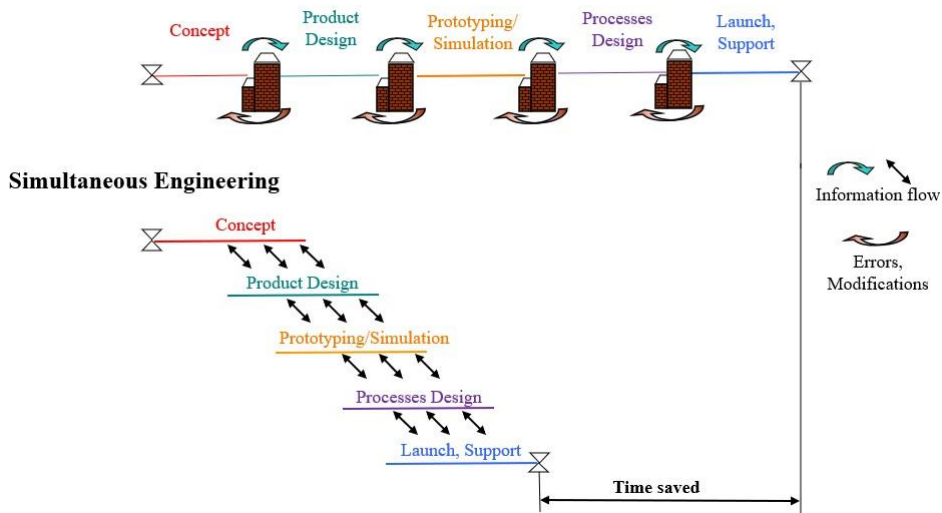 Concept
Product
Design
Prototyping/
Simulation
Processes
Design
Launch,
Support
Simultaneous Engineering
Information flow
Errors,
Modifications
Concept
Product Design
Prototyping/Simulation
Processes Design
Launch, Support
Time saved